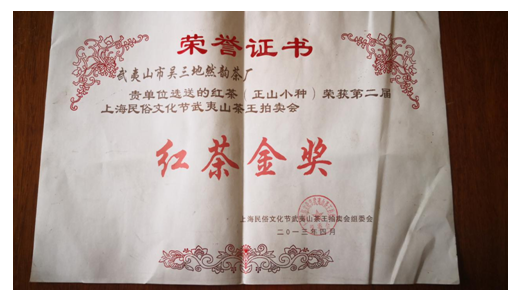 荣誉证书
武夷山市吴三地然韵茶厂
贵单位选送的红茶（正山小种）荣获第二届
上海民俗文化节武夷山茶王拍卖会
红茶金奖
上海民俗文化节武夷山茶王拍卖会组委会
二〇一三年四月